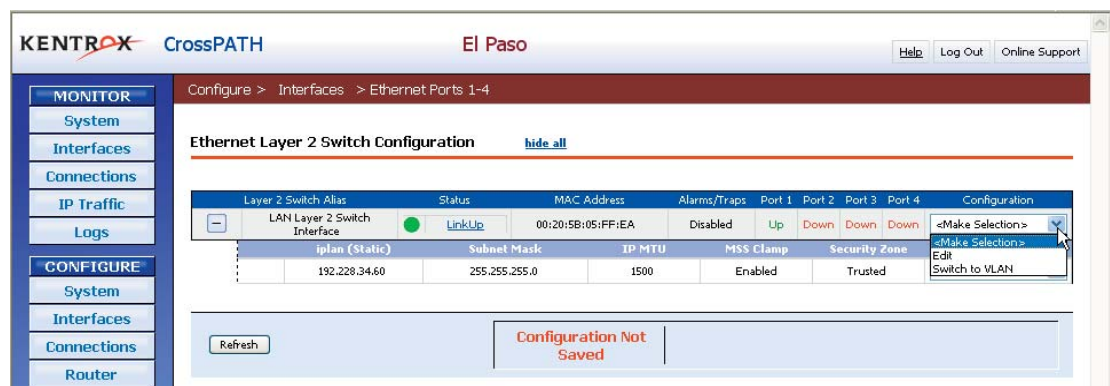 KENTROX CrossPATH El Paso
Help Log Out Online Support
MONITOR
System
Interfaces
Connections
IP Traffic
Logs
CONFIGURE
System
Interfaces
Connections
Router
Configure > Interfaces > Ethernet Ports 1-4
Ethernet Layer 2 Switch Configuration hide all
Layer 2 Switch Alias Status MAC Address Alarms/Traps Port 1 Port 2 Port 3 Port 4 Configuration
LAN Layer 2 Switch Interface LinkUp 00:20:5B:05:FF:EA Disabled Up Down Down Down <Make Selection>
<Make Selection>
Edit
Switch to VLAN
iplan (Static) Subnet Mask IP MTU MSS Clamp Security Zone
192.228.34.60 255.255.255.0 1500 Enabled Trusted
Refresh
Configuration Not
Saved